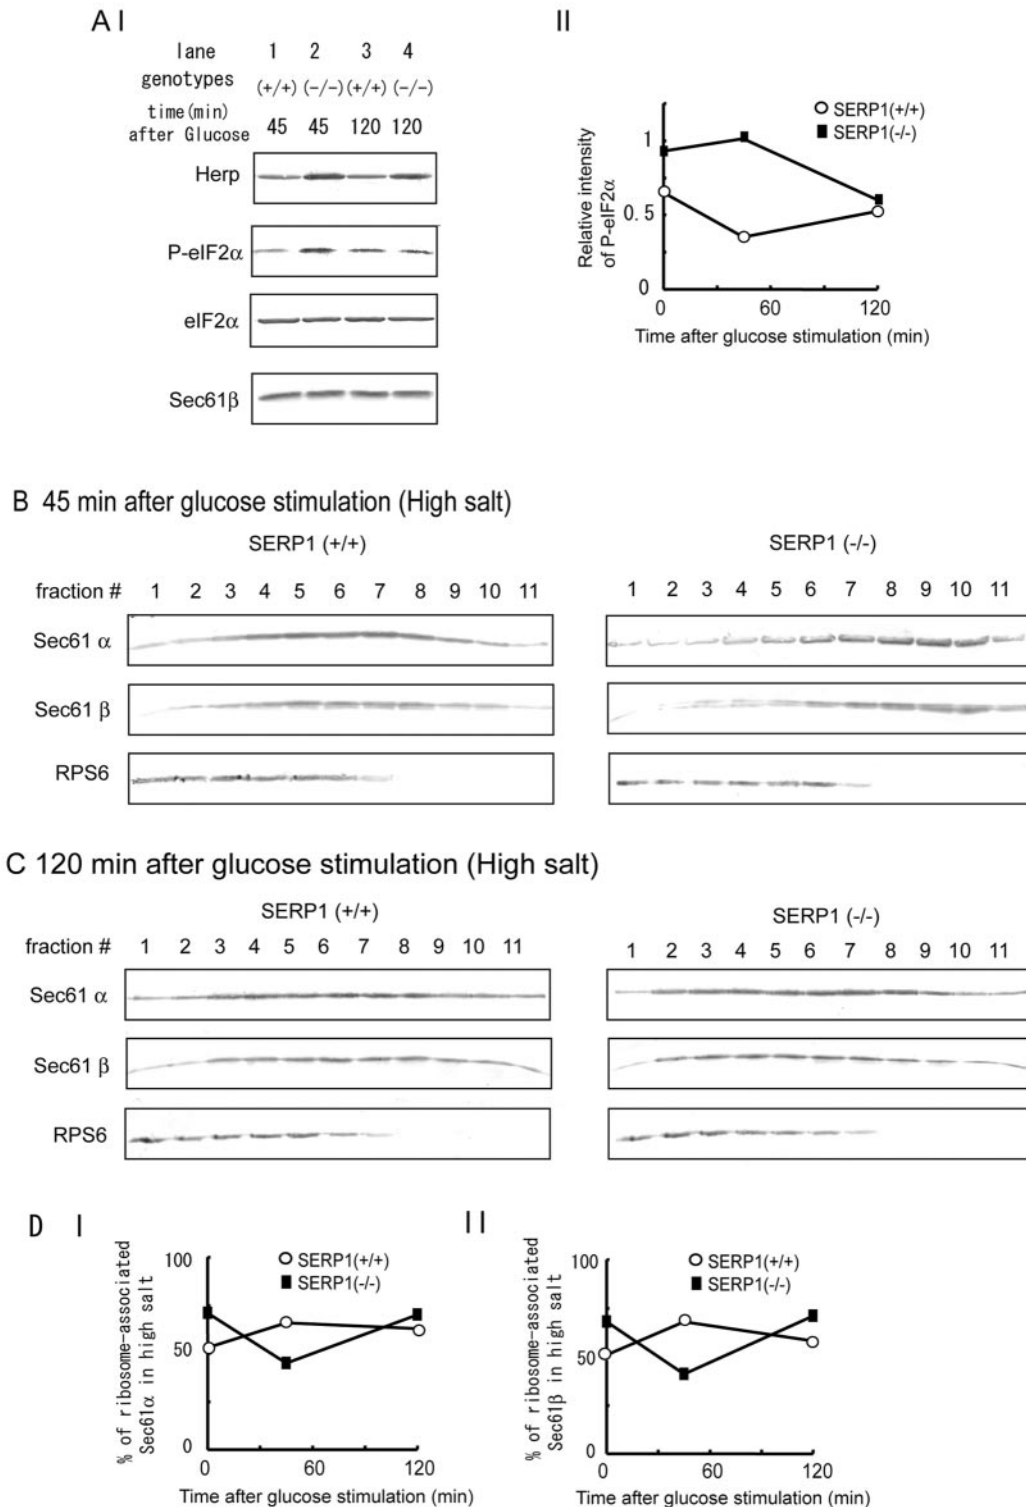 A I
lane 1 2 3 4
genotypes (+/+) (−/−) (+/+) (−/−)
time(min)
after Glucose 45 45 120 120
Herp
P-eIF2α
eIF2α
Sec61β
II
SERP1(+/+)
SERP1(-/-)
Relative intensity
of P-eIF2α
1
0.5
0
0 60 120
Time after glucose stimulation (min)
B 45 min after glucose stimulation (High salt)
SERP1 (+/+)
fraction # 1 2 3 4 5 6 7 8 9 10 11
Sec61 α
Sec61 β
RPS6
SERP1 (-/-)
1 2 3 4 5 6 7 8 9 10 11
C 120 min after glucose stimulation (High salt)
SERP1 (+/+)
fraction # 1 2 3 4 5 6 7 8 9 10 11
Sec61 α
Sec61 β
RPS6
SERP1 (-/-)
1 2 3 4 5 6 7 8 9 10 11
D I
SERP1(+/+)
SERP1(-/-)
% of ribosome-associated
Sec61α in high salt
100
50
0
0 60 120
Time after glucose stimulation (min)
II
SERP1(+/+)
SERP1(-/-)
% of ribosome-associated
Sec61β in high salt
100
50
0
0 60 120
Time after glucose stimulation (min)